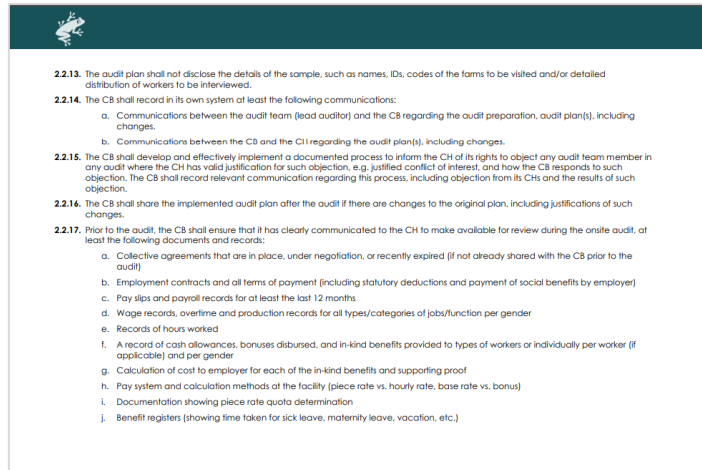 2.2.13. The audit plan shall not disclose the details of the sample, such as names, IDs, codes of the farms to be visited and/or detailed
distribution of workers to be interviewed.
2.2.14. The CB shall record in its own system at least the following communications:
a. Communications between the audit team (lead auditor) and the CB regarding the audit preparation, audit plan(s), including
changes.
b. Communications between the CB and the CH regarding the audit plan(s), including changes.
2.2.15. The CB shall develop and effectively implement a documented process to inform the CH of its rights to object any audit team member in
any audit where the CH has valid justification for such objection, e.g. justified conflict of interest, and how the CB responds to such
objection. The CB shall record relevant communication regarding this process, including objection from its CHs and the results of such
objection.
2.2.16. The CB shall share the implemented audit plan after the audit if there are changes to the original plan, including justifications of such
changes.
2.2.17. Prior to the audit, the CB shall ensure that it has clearly communicated to the CH to make available for review during the onsite audit, at
least the following documents and records:
a. Collective agreements that are in place, under negotiation, or recently expired (if not already shared with the CB prior to the
audit)
b. Employment contracts and all terms of payment (including statutory deductions and payment of social benefits by employer)
c. Pay slips and payroll records for at least the last 12 months
d. Wage records, overtime and production records for all types/categories of jobs/function per gender
e. Records of hours worked
f. A record of cash allowances, bonuses disbursed, and in-kind benefits provided to types of workers or individually per worker (if
applicable) and per gender
g. Calculation of cost to employer for each of the in-kind benefits and supporting proof
h. Pay system and calculation methods at the facility (piece rate vs. hourly rate, base rate vs. bonus)
i. Documentation showing piece rate quota determination
j. Benefit registers (showing time taken for sick leave, maternity leave, vacation, etc.)